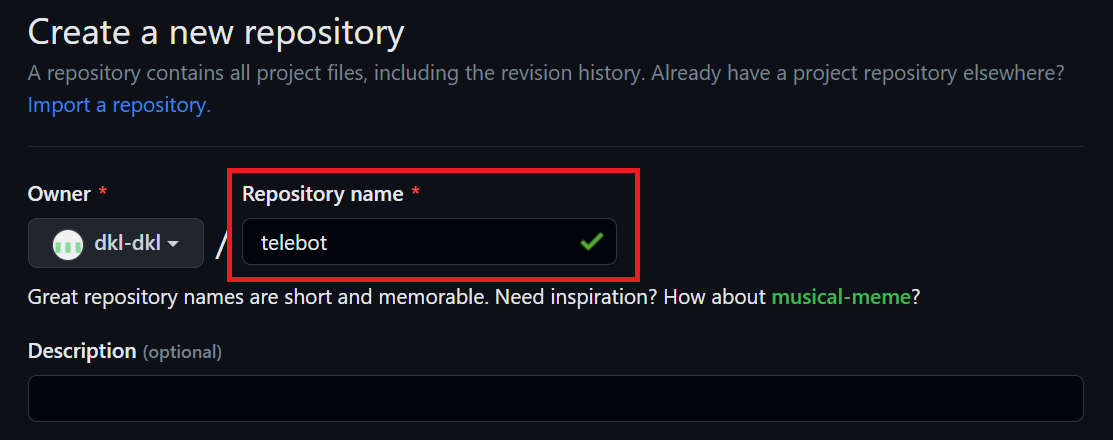 Create a new repository
A repository contains all project files, including the revision history. Already have a project repository elsewhere?
Import a repository.
Owner * Repository name *
dkl-dkl / telebot
Great repository names are short and memorable. Need inspiration? How about musical-meme?
Description (optional)